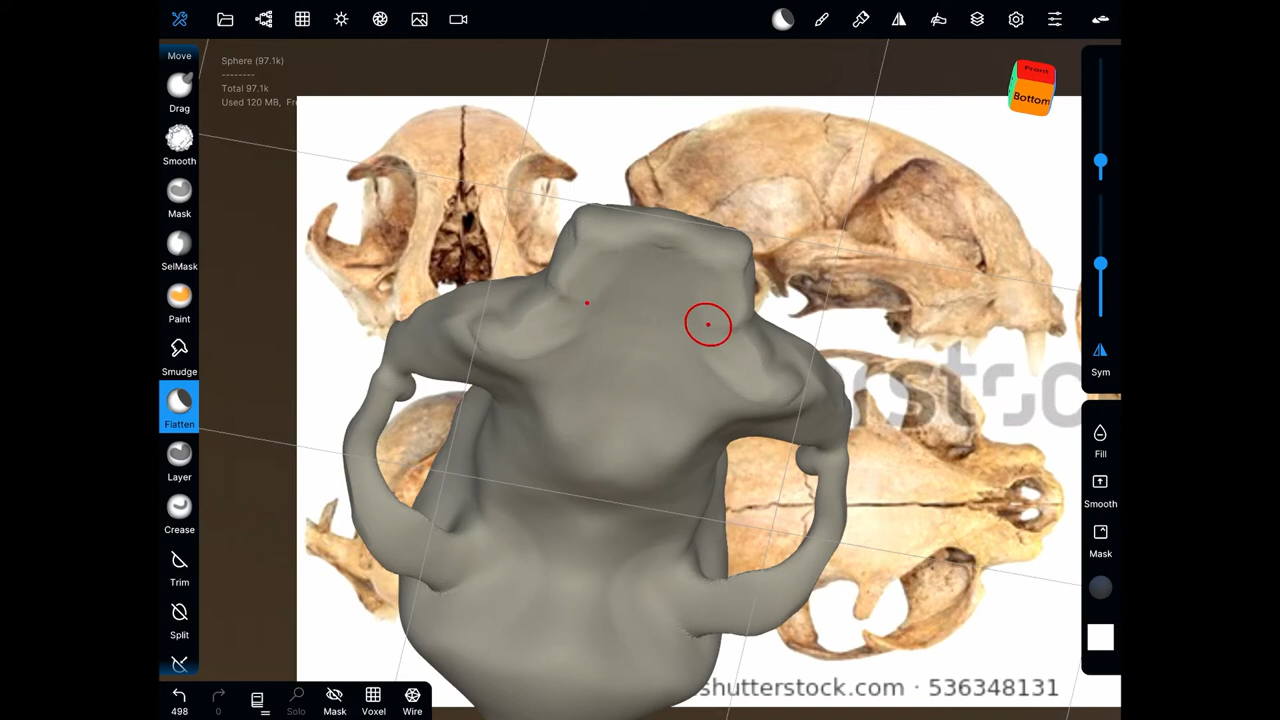 Move
Sphere (97.1k)
--------
Total 97.1k
Used 120 MB, Fr
Front
Bottom
Drag
Smooth
Mask
SelMask
Paint
Smudge
Flatten
Layer
Crease
Trim
Split
Sym
Fill
Smooth
Mask
498
0
Solo
Mask
Voxel
Wire
shutterstock.com · 536348131